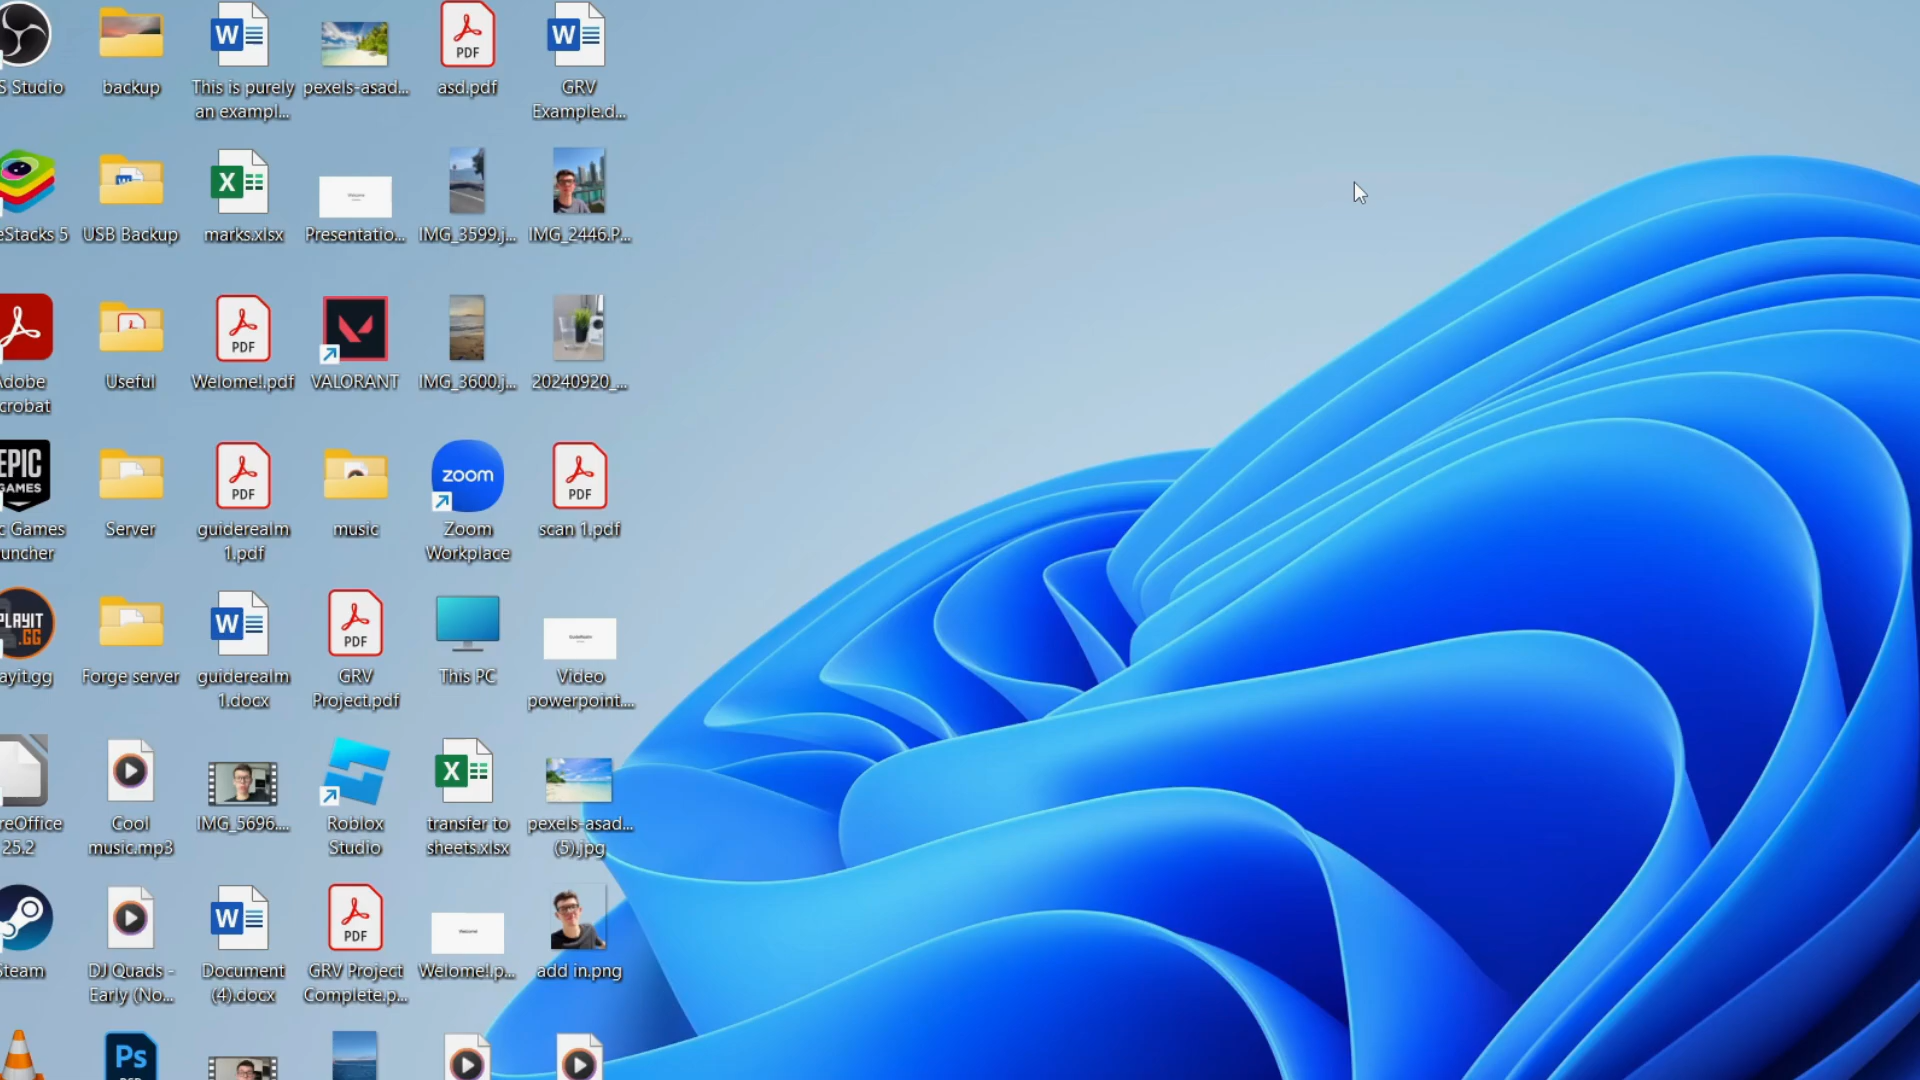 S Studio
backup
This is purely
an exampl...
pexels-asad...
PDF
asd.pdf
W
GRV
Example.d...
eStacks 5
USB Backup
X
marks.xlsx
Welcome
Presentatio...
IMG_3599.j...
IMG_2446.P...
Adobe
crobat
Useful
PDF
Welome!.pdf
VALORANT
IMG_3600.j...
20240920_...
EPIC
GAMES
c Games
uncher
Server
PDF
guiderealm
1.pdf
music
zoom
Zoom
Workplace
PDF
scan 1.pdf
PLAYIT
.GG
ayit.gg
Forge server
W
guiderealm
1.docx
PDF
GRV
Project.pdf
This PC
Video
powerpoint....
reOffice
25.2
Cool
music.mp3
IMG_5696....
Roblox
Studio
X
transfer to
sheets.xlsx
pexels-asad...
(5).jpg
Steam
DJ Quads -
Early (No...
W
Document
(4).docx
PDF
GRV Project
Complete.p...
Welome!.p...
add in.png
Ps